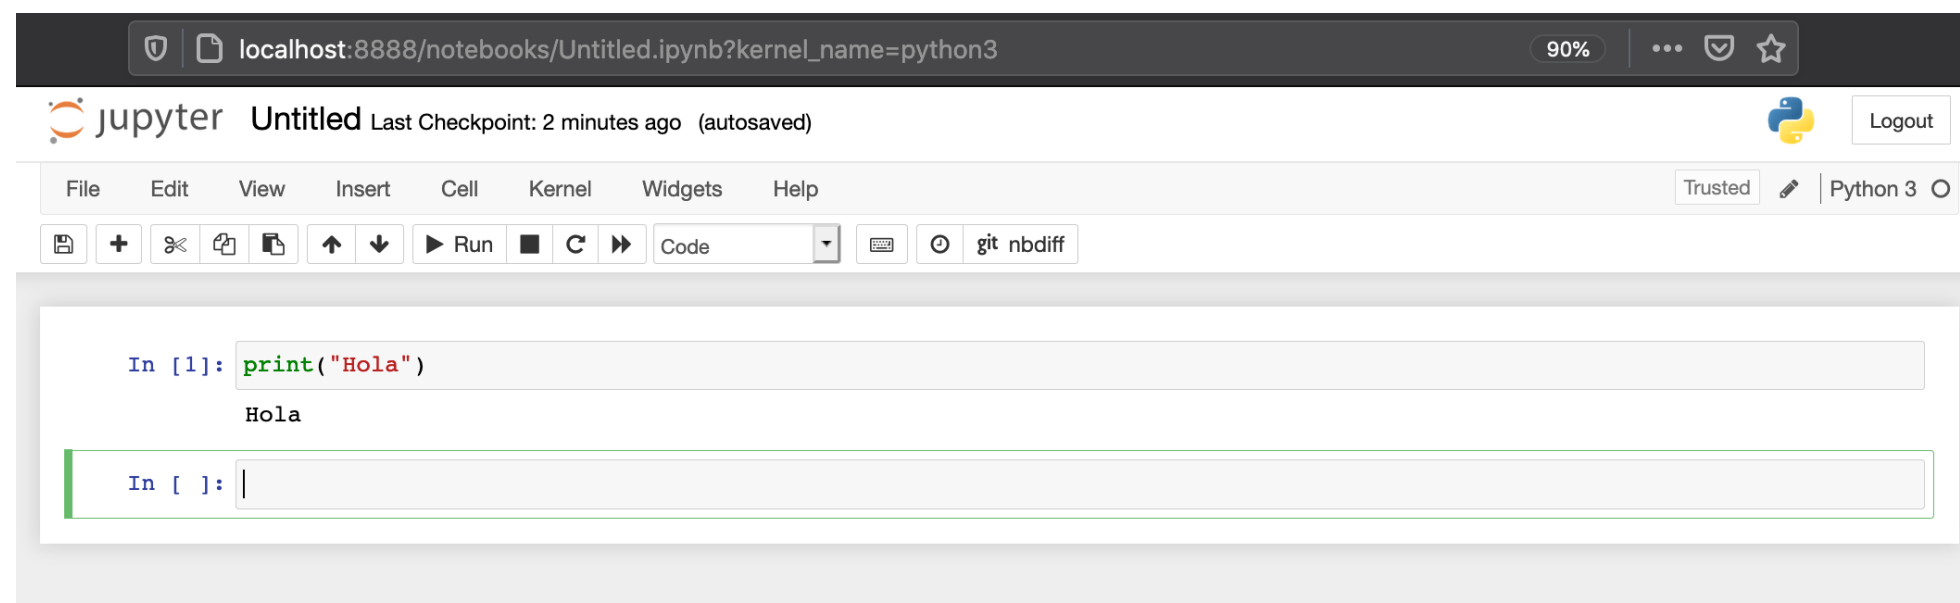 localhost:8888/notebooks/Untitled.ipynb?kernel_name=python3 90%
jupyter Untitled Last Checkpoint: 2 minutes ago (autosaved) Logout
File Edit View Insert Cell Kernel Widgets Help Trusted Python 3
Run Code git nbdiff
In [1]: print("Hola")
Hola
In [ ]: